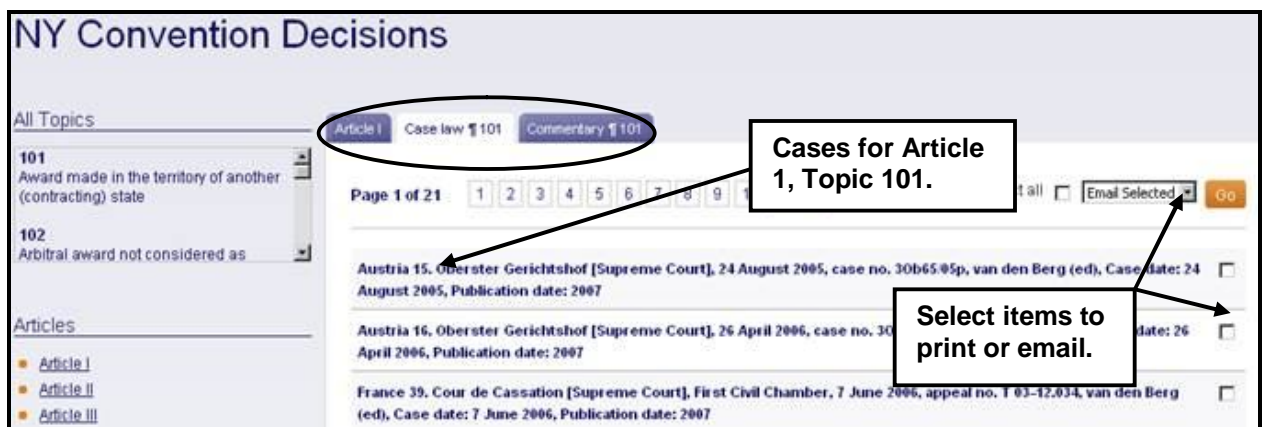 NY Convention Decisions
All Topics
101
Award made in the territory of another
(contracting) state
102
Arbitral award not considered as
Articles
Article I
Article II
Article III
Article I
Case law ¶ 101
Commentary ¶ 101
Cases for Article
1, Topic 101.
Page 1 of 21 1 2 3 4 5 6 7 8 9 all Email Selected Go
Austria 15. Oberster Gerichtshof [Supreme Court], 24 August 2005, case no. 3Ob65/05p, van den Berg (ed), Case date: 24
August 2005, Publication date: 2007
Select items to
print or email.
Austria 16. Oberster Gerichtshof [Supreme Court], 26 April 2006, case no. date: 26
April 2006, Publication date: 2007
France 39. Cour de Cassation [Supreme Court], First Civil Chamber, 7 June 2006, appeal no. T 03-12.034, van den Berg
(ed), Case date: 7 June 2006, Publication date: 2007